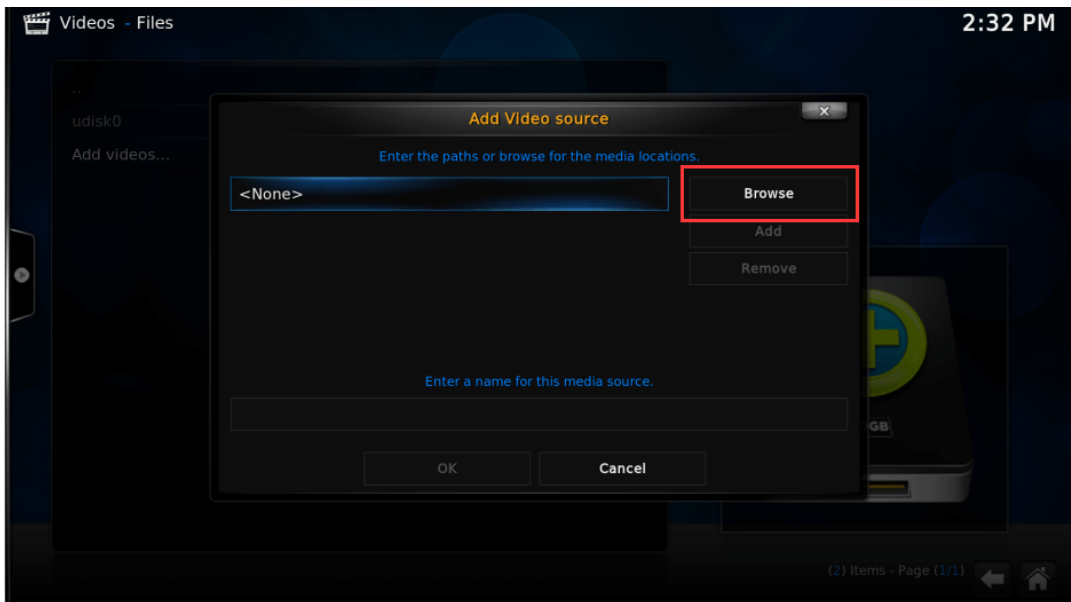 Videos - Files
2:32 PM
..
udisk0
Add videos...
Add Video source
x
Enter the paths or browse for the media locations.
<None>
Browse
Add
Remove
Enter a name for this media source.
GB
OK
Cancel
(2) Items - Page (1/1)